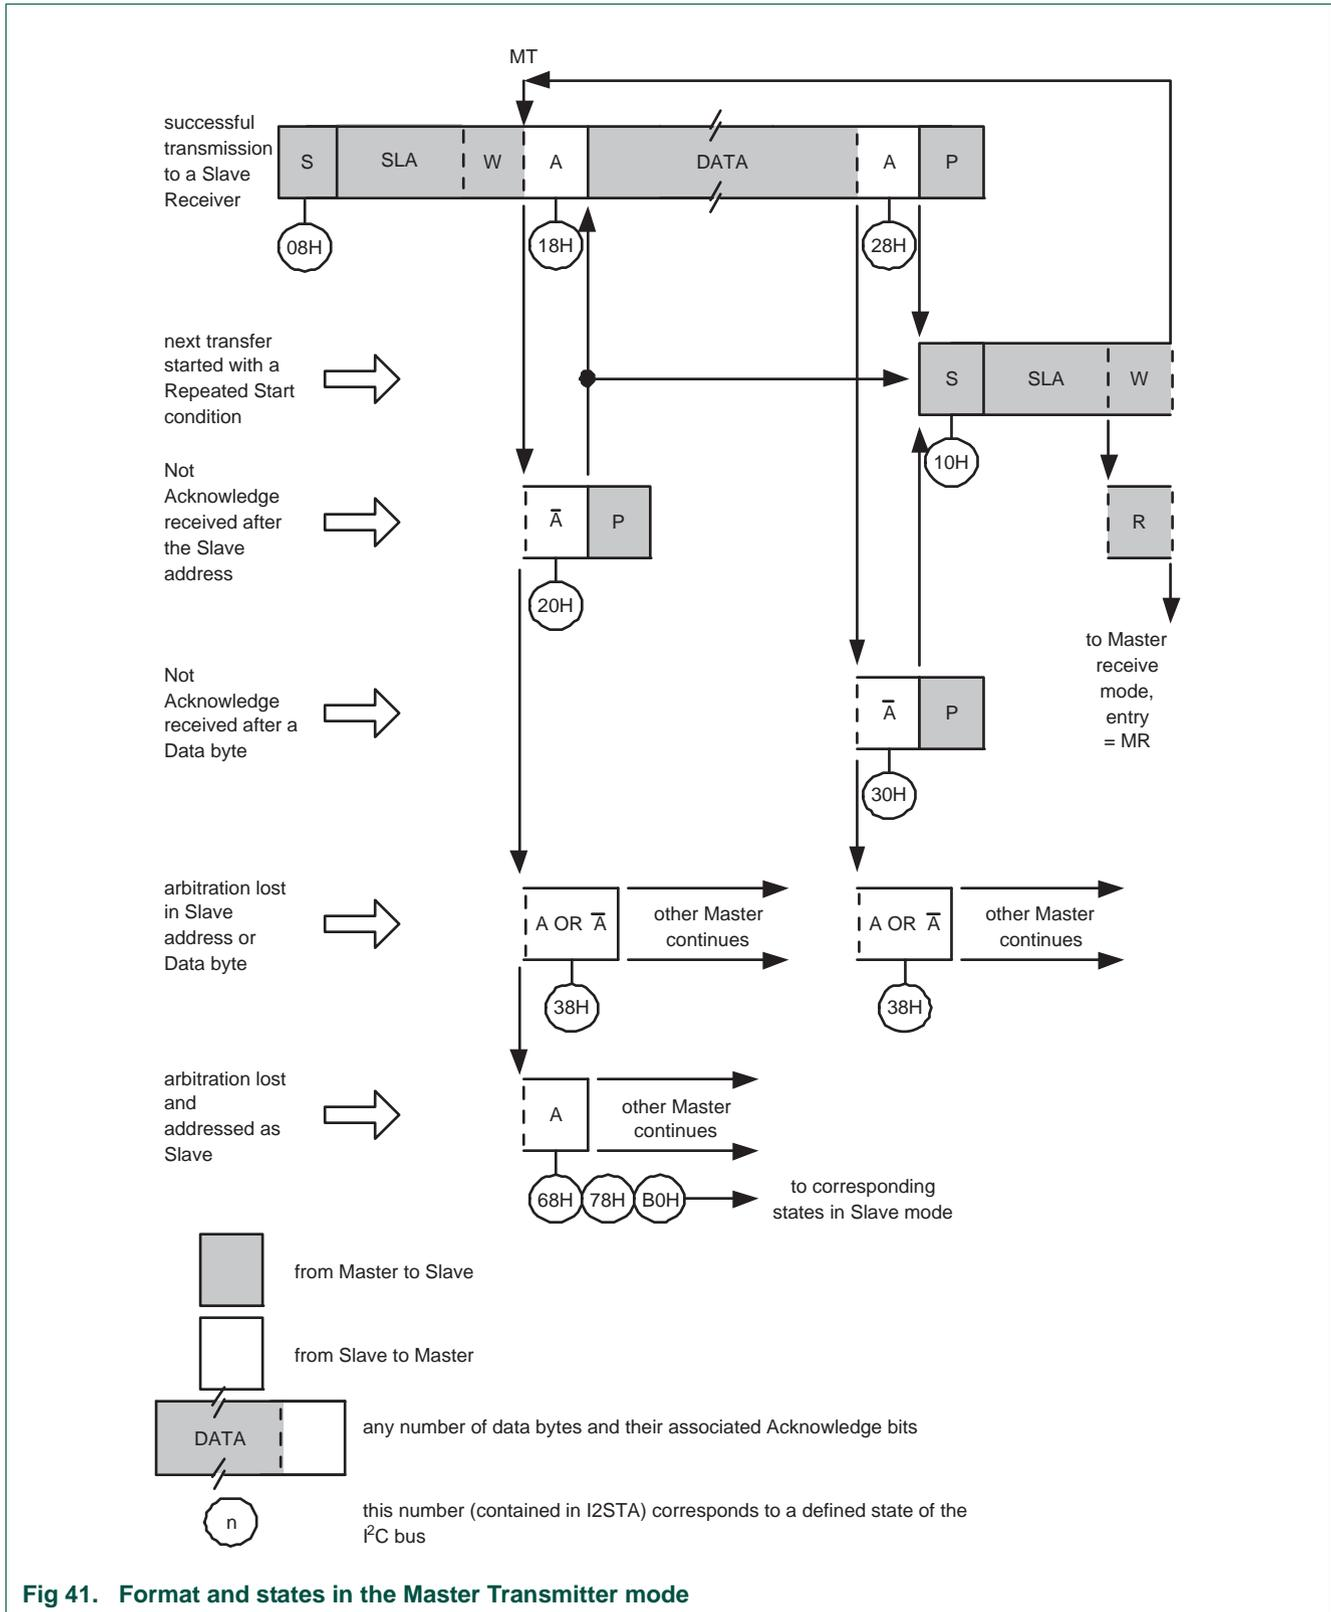 MT
successful
transmission
to a Slave
Receiver
S SLA W A DATA A P
08H 18H 28H
next transfer
started with a
Repeated Start
condition
S SLA W
10H
Not
Acknowledge
received after
the Slave
address
A̅ P
R
20H
to Master
receive
mode,
entry
= MR
Not
Acknowledge
received after a
Data byte
A̅ P
30H
arbitration lost
in Slave
address or
Data byte
A OR A̅
other Master
continues
A OR A̅
other Master
continues
38H 38H
arbitration lost
and
addressed as
Slave
A
other Master
continues
68H 78H B0H
to corresponding
states in Slave mode
from Master to Slave
from Slave to Master
DATA
any number of data bytes and their associated Acknowledge bits
n
this number (contained in I2STA) corresponds to a defined state of the
I²C bus
Fig 41. Format and states in the Master Transmitter mode